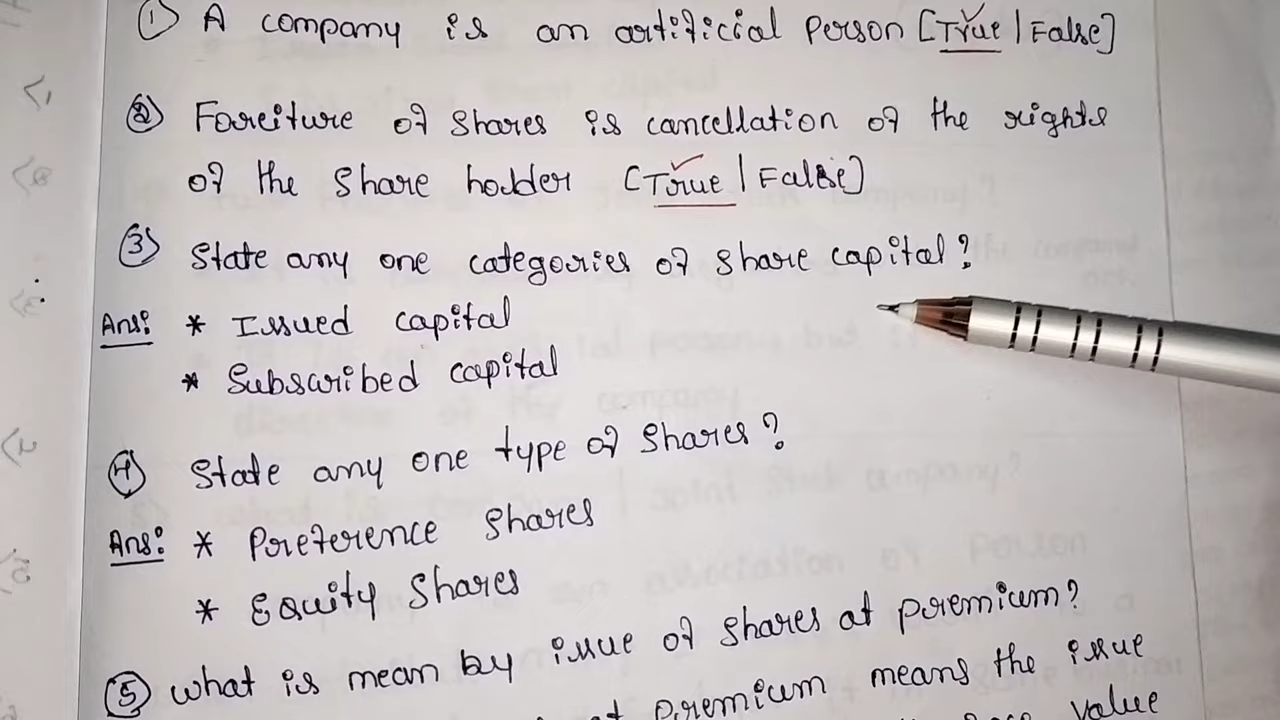 ① A company is an artificial Person [True | False]
② Foreiture of Shares is cancellation of the rights
of the Share holder [True | False]
③ State any one categories of Share capital?
Ans: * Issued capital
* Subscribed capital
④ State any one type of Shares?
Ans: * Preference Shares
* Equity Shares
⑤ What is mean by issue of Shares at premium?
at premium means the issue
value